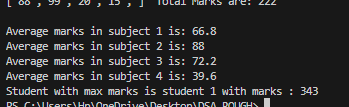 [ 88 , 99 , 20 , 15 , ] Total Marks are: 222
Average marks in subject 1 is: 66.8
Average marks in subject 2 is: 88
Average marks in subject 3 is: 72.2
Average marks in subject 4 is: 39.6
Student with max marks is student 1 with marks : 343
PS C:\Users\Hp\OneDrive\Desktop\DSA ROUGH>